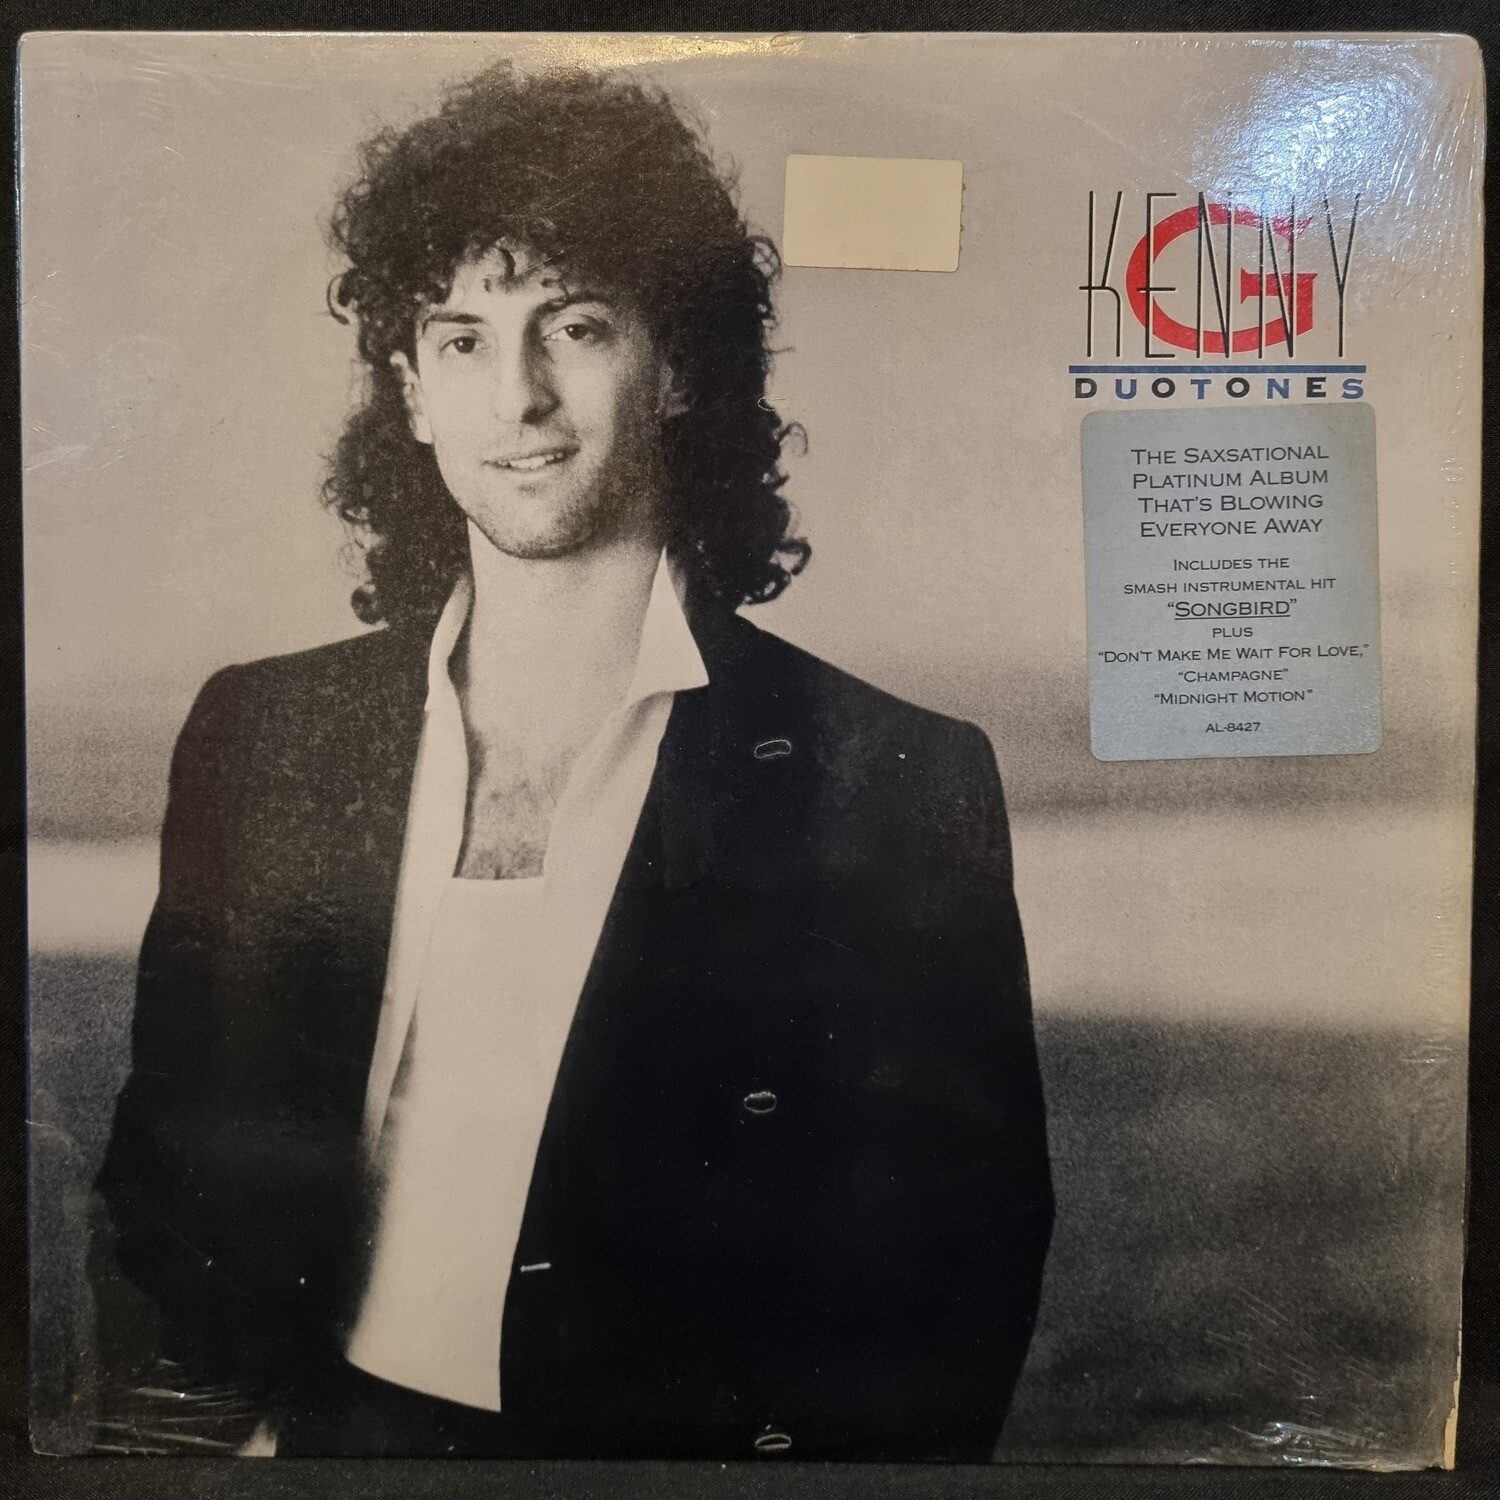 KENNY G
DUOTONES
THE SAXSATIONAL
PLATINUM ALBUM
THAT'S BLOWING
EVERYONE AWAY
INCLUDES THE
SMASH INSTRUMENTAL HIT
"SONGBIRD"
PLUS
"DON'T MAKE ME WAIT FOR LOVE,"
"CHAMPAGNE"
"MIDNIGHT MOTION"
AL-8427